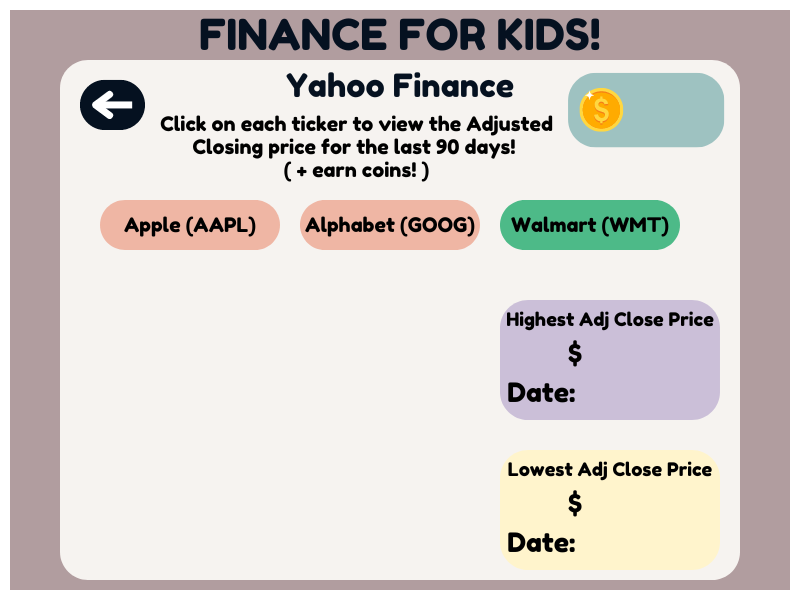 FINANCE FOR KIDS!
Yahoo Finance
Click on each ticker to view the Adjusted
Closing price for the last 90 days!
( + earn coins! )
$
Apple (AAPL)
Alphabet (GOOG)
Walmart (WMT)
Highest Adj Close Price
$
Date:
Lowest Adj Close Price
$
Date: